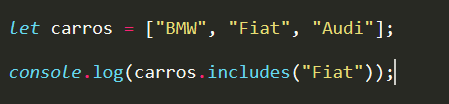 let carros = ["BMW", "Fiat", "Audi"];
console.log(carros.includes("Fiat"));